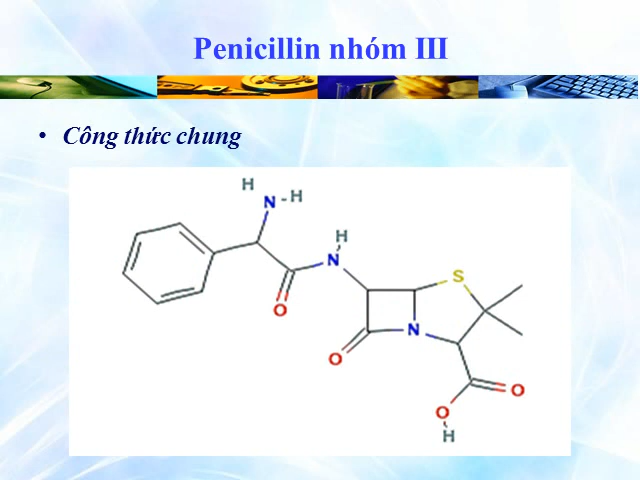 Penicillin nhóm III
• Công thức chung
H
N - H
H
N
S
O
N
O
O
O
H